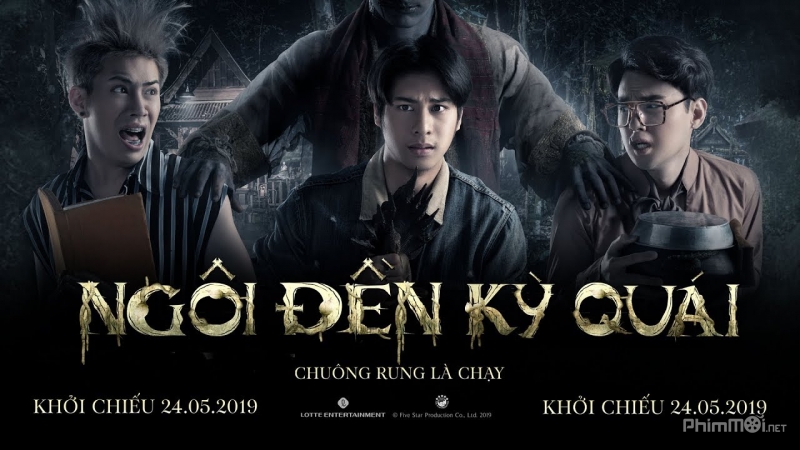 NGÔI ĐỀN KỲ QUÁI
CHUÔNG RUNG LÀ CHẠY
KHỞI CHIẾU 24.05.2019
LOTTE ENTERTAINMENT
© Five Star Production Co., Ltd. 2019
KHỞI CHIẾU 24.05.2019
PhimMoi.NET